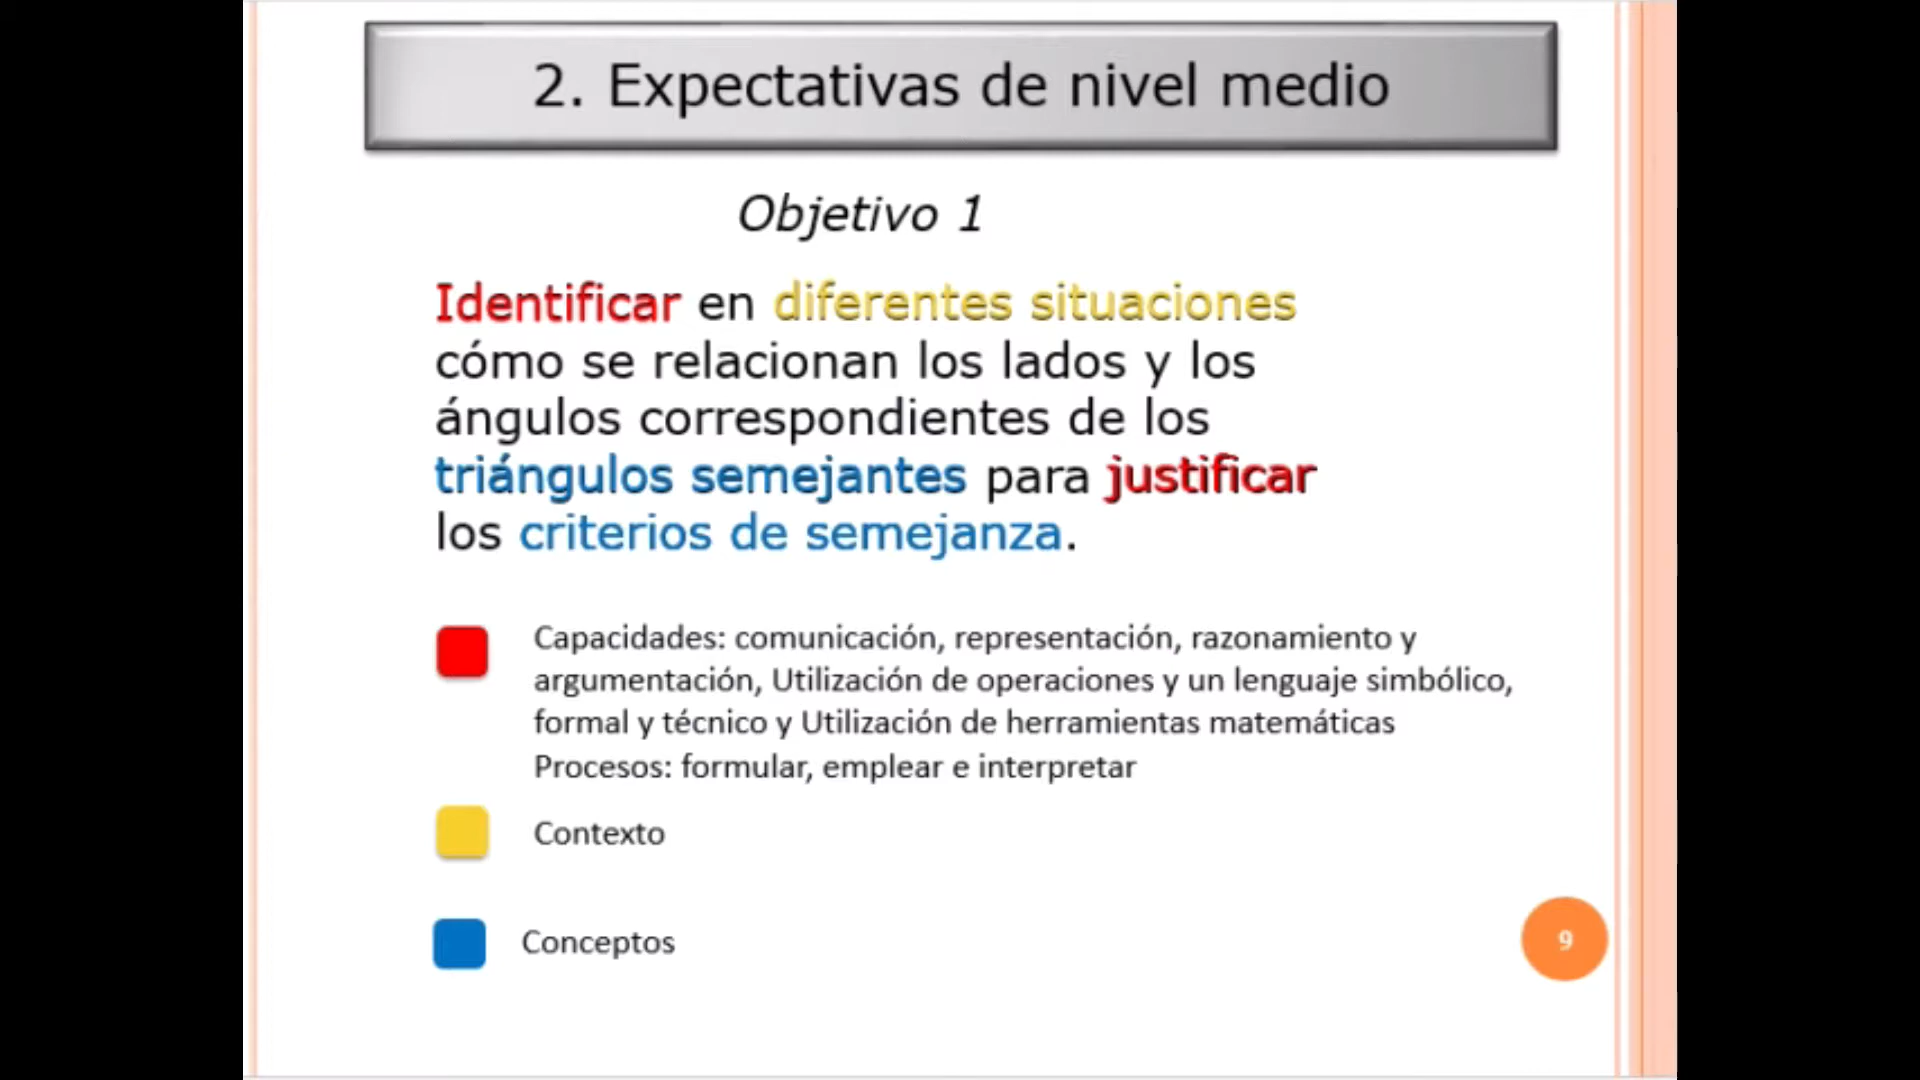 2. Expectativas de nivel medio
Objetivo 1
Identificar en diferentes situaciones
cómo se relacionan los lados y los
ángulos correspondientes de los
triángulos semejantes para justificar
los criterios de semejanza.
Capacidades: comunicación, representación, razonamiento y
argumentación, Utilización de operaciones y un lenguaje simbólico,
formal y técnico y Utilización de herramientas matemáticas
Procesos: formular, emplear e interpretar
Contexto
Conceptos
9